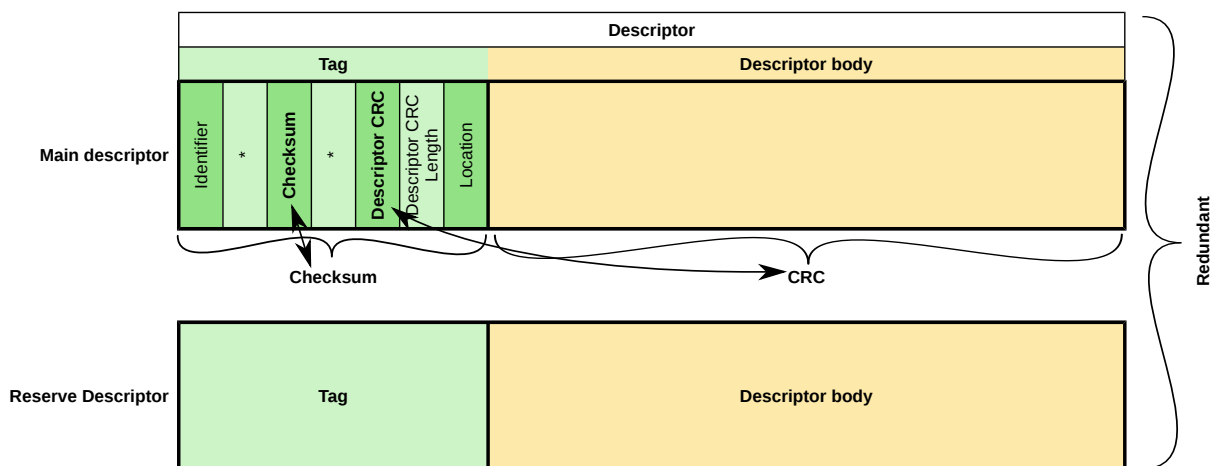 Descriptor
Tag
Descriptor body
Main descriptor
Identifier
*
Checksum
*
Descriptor CRC
Descriptor CRC
Length
Location
Checksum
CRC
Redundant
Reserve Descriptor
Tag
Descriptor body